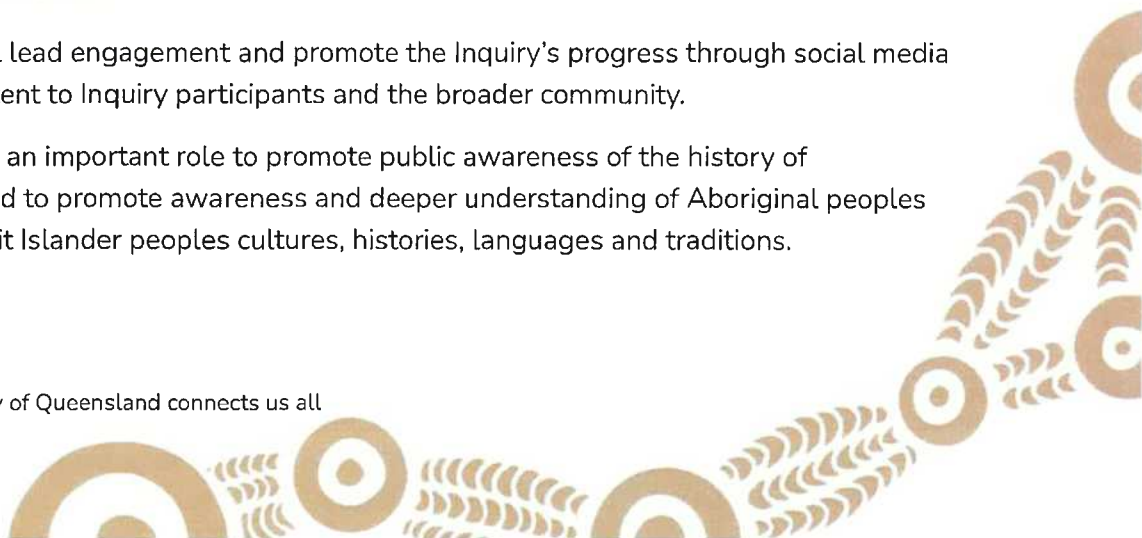 lead engagement and promote the Inquiry's progress through social media
ent to Inquiry participants and the broader community.
an important role to promote public awareness of the history of
d to promote awareness and deeper understanding of Aboriginal peoples
it Islander peoples cultures, histories, languages and traditions.
of Queensland connects us all